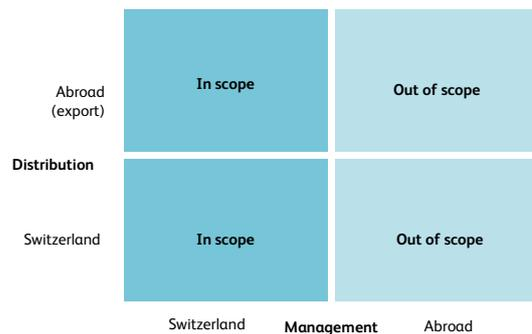 In scope
Out of scope
Abroad
(export)
Distribution
In scope
Out of scope
Switzerland
Switzerland
Management
Abroad